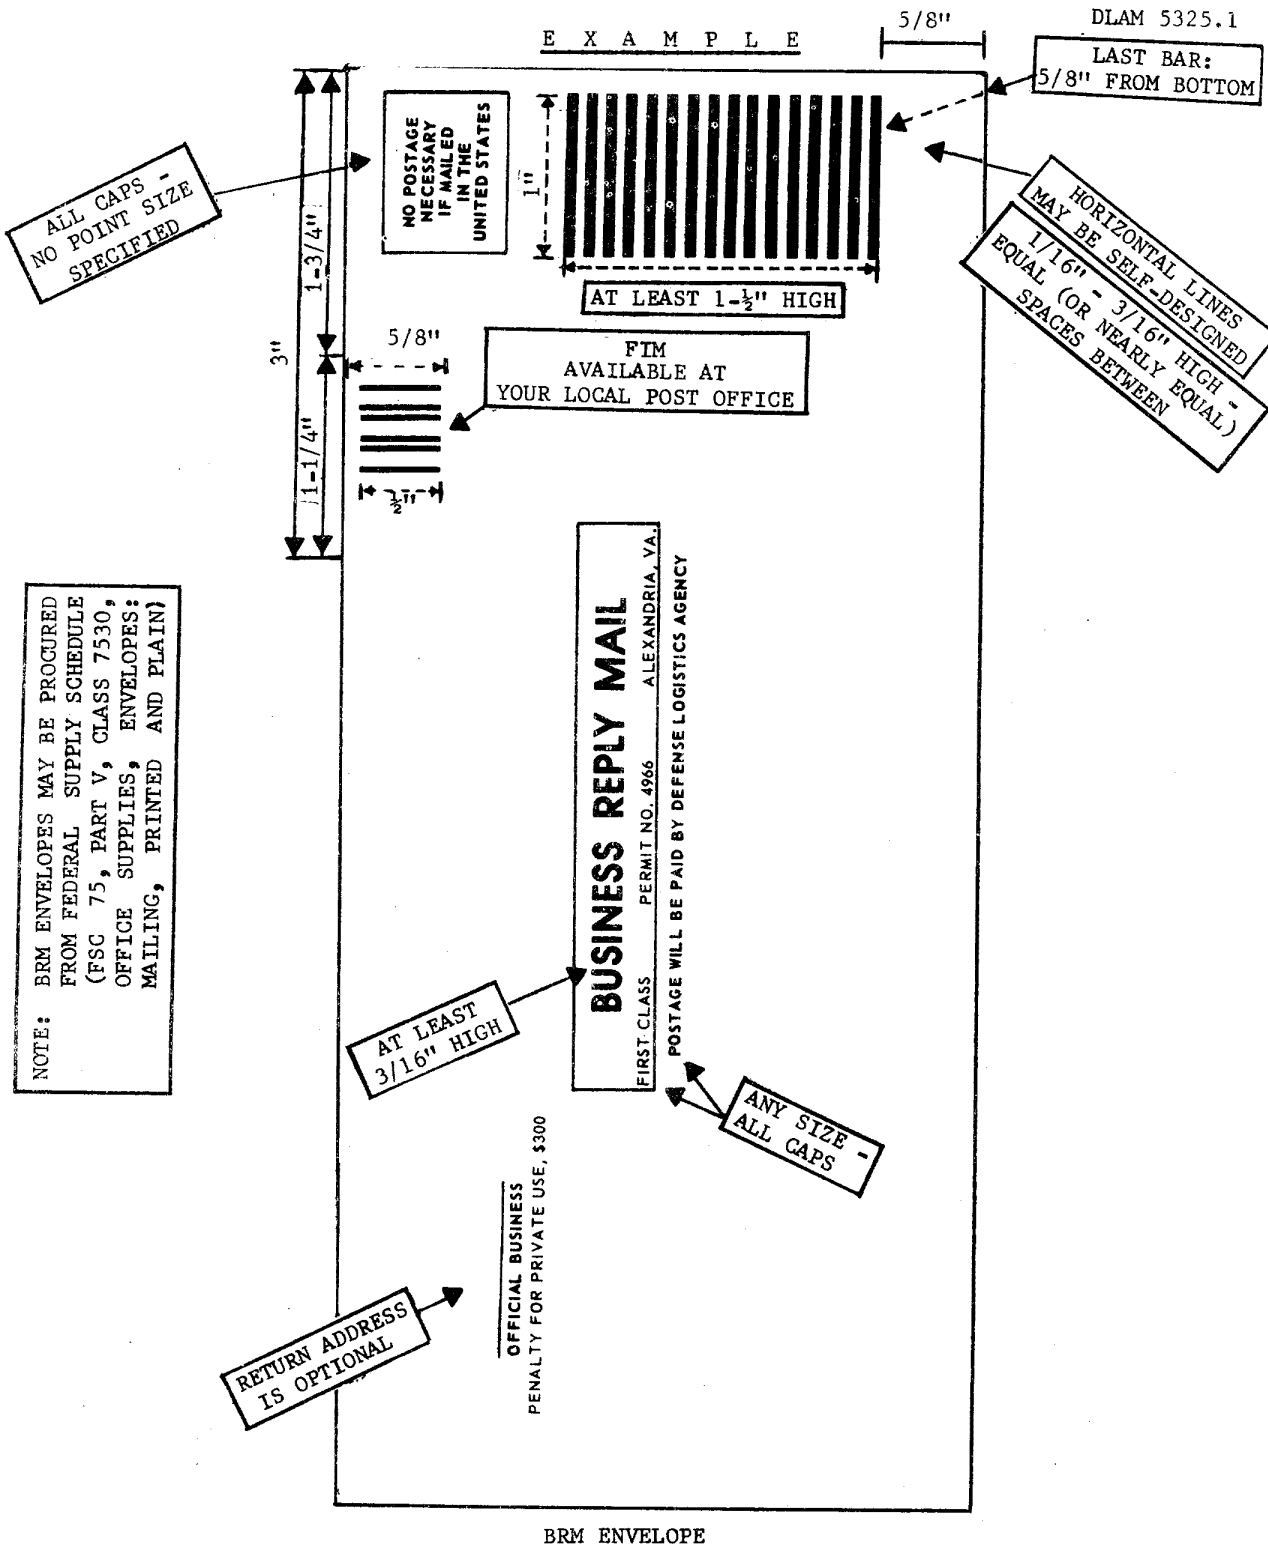 DLAM 5325.1
E X A M P L E
5/8"
LAST BAR:
5/8" FROM BOTTOM
NO POSTAGE
NECESSARY
IF MAILED
IN THE
UNITED STATES
1"
AT LEAST 1-½" HIGH
ALL CAPS -
NO POINT SIZE
SPECIFIED
HORIZONTAL LINES
MAY BE SELF-DESIGNED
1/16" - 3/16" HIGH -
EQUAL (OR NEARLY EQUAL)
SPACES BETWEEN
1-3/4"
3"
1-1/4"
5/8"
½"
FIM
AVAILABLE AT
YOUR LOCAL POST OFFICE
NOTE: BRM ENVELOPES MAY BE PROCURED
FROM FEDERAL SUPPLY SCHEDULE
(FSC 75, PART V, CLASS 7530,
OFFICE SUPPLIES, ENVELOPES:
MAILING, PRINTED AND PLAIN)
BUSINESS REPLY MAIL
FIRST CLASS PERMIT NO. 4966 ALEXANDRIA, VA.
POSTAGE WILL BE PAID BY DEFENSE LOGISTICS AGENCY
AT LEAST
3/16" HIGH
ANY SIZE -
ALL CAPS
OFFICIAL BUSINESS
PENALTY FOR PRIVATE USE, $300
RETURN ADDRESS
IS OPTIONAL
BRM ENVELOPE